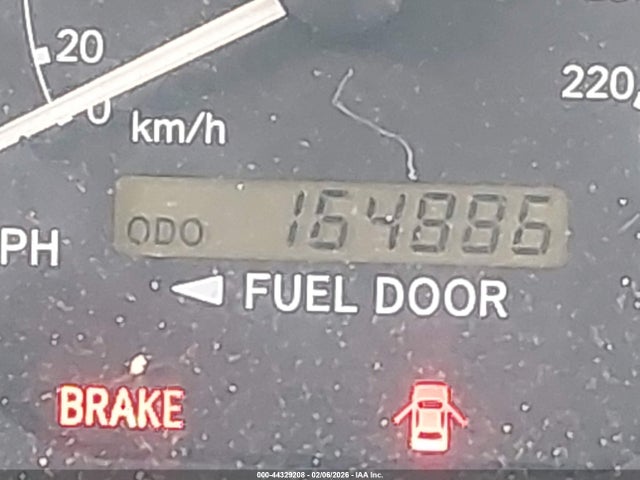 20
0
km/h
220
PH
ODO 164886
FUEL DOOR
BRAKE
000-44329208 - 02/06/2026 - IAA Inc.